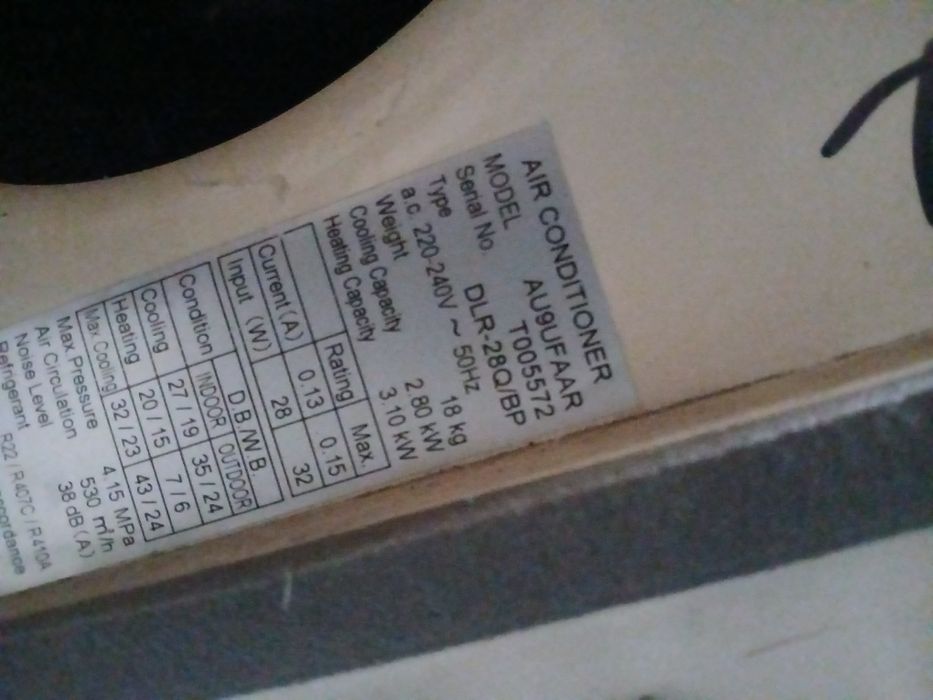 AIR CONDITIONER
MODEL AU9UFAAR
Serial No. T005572
Type DLR-28Q/BP
a.c. 220-240V ~ 50Hz
Weight 18 kg
Cooling Capacity 2.80 kW
Heating Capacity 3.10 kW
Rating Max.
Current(A) 0.13 0.15
Input (W) 28 32
Condition D.B./W.B.
INDOOR OUTDOOR
Cooling 27/19 35/24
Heating 20/15 7/6
Max Cooling 32/23 43/24
Max Pressure 4.15 MPa
Air Circulation 530 m³/h
Noise Level 38 dB(A)
Refrigerant R22/R407C/R410A
accordance